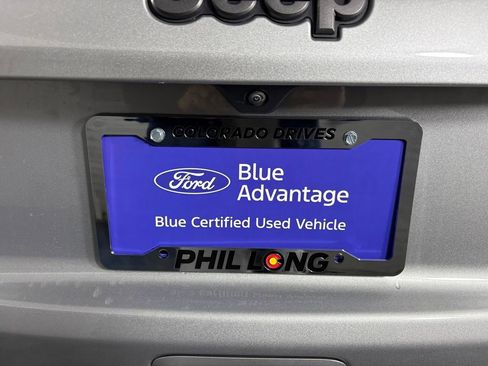 Jeep
COLORADO DRIVES
Ford
Blue
Advantage
Blue Certified Used Vehicle
PHIL LONG